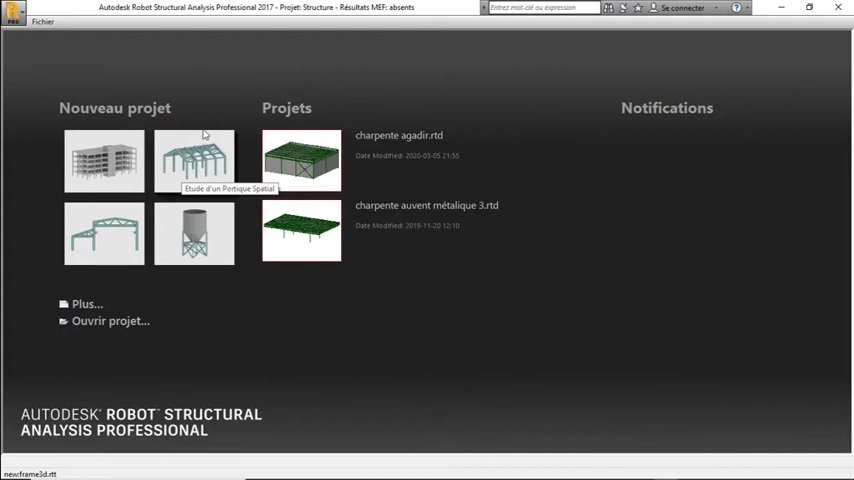 Autodesk Robot Structural Analysis Professional 2017 - Projet: Structure - Résultats MEF: absents
Entrez mot-clé ou expression
Se connecter
PRO
Fichier
Nouveau projet
Projets
Notifications
charpente agadir.rtd
Date Modified: 2020-03-05 21:55
Etude d'un Portique Spatial
charpente auvent métalique 3.rtd
Date Modified: 2019-11-20 12:10
Plus...
Ouvrir projet...
AUTODESK® ROBOT™ STRUCTURAL
ANALYSIS PROFESSIONAL
new:frame3d.rtt